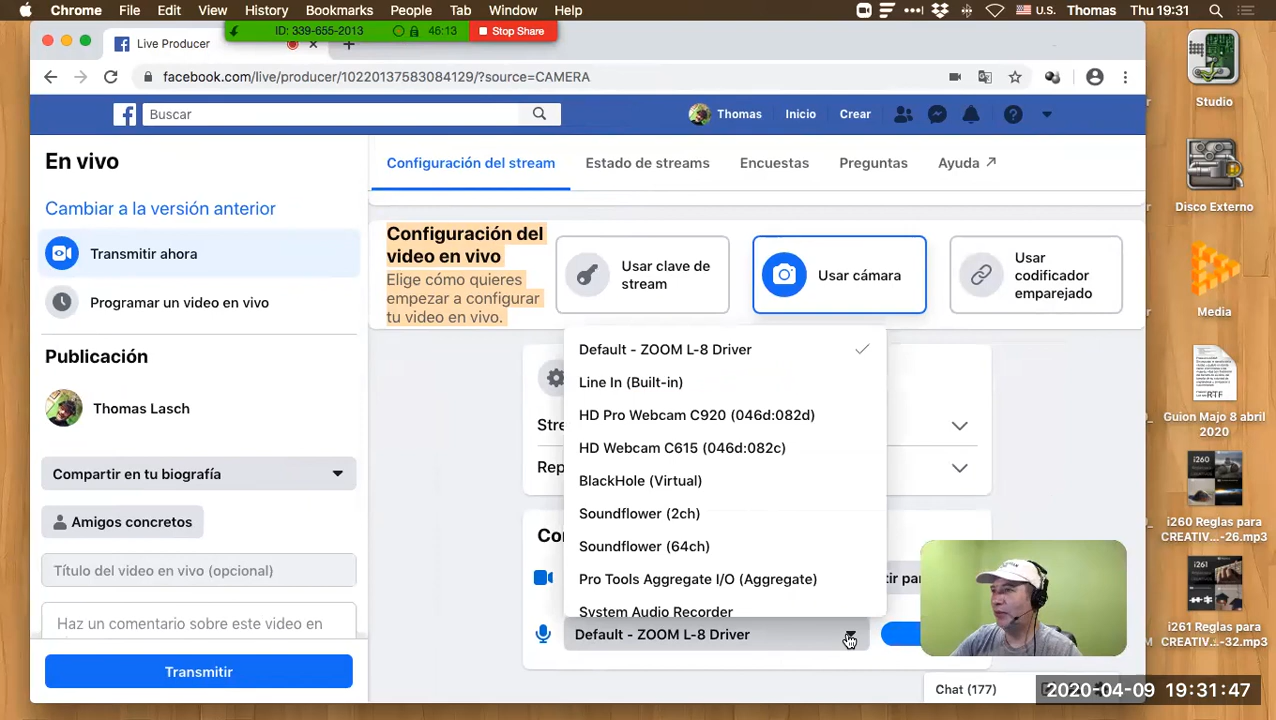 Chrome File Edit View History Bookmarks People Tab Window Help U.S. Thomas Thu 19:31
ID: 339-655-2013 46:13 Stop Share
Live Producer
facebook.com/live/producer/10220137583084129/?source=CAMERA
Buscar
Thomas Inicio Crear
En vivo
Cambiar a la versión anterior
Transmitir ahora
Programar un video en vivo
Publicación
Thomas Lasch
Compartir en tu biografía
Amigos concretos
Título del video en vivo (opcional)
Haz un comentario sobre este video en
Transmitir
Configuración del stream Estado de streams Encuestas Preguntas Ayuda
Configuración del
video en vivo
Elige cómo quieres
empezar a configurar
tu video en vivo.
Usar clave de
stream
Usar cámara
Usar
codificador
emparejado
Default - ZOOM L-8 Driver
Line In (Built-in)
HD Pro Webcam C920 (046d:082d)
HD Webcam C615 (046d:082c)
BlackHole (Virtual)
Soundflower (2ch)
Soundflower (64ch)
Pro Tools Aggregate I/O (Aggregate)
System Audio Recorder
Default - ZOOM L-8 Driver
Chat (177)
2020-04-09 19:31:47
Studio
Disco Externo
Media
RTF
Guion Majo 8 abril
2020
i260
i260 Reglas para
CREATIV...-26.mp3
i261
i261 Reglas para
CREATIV...-32.mp3